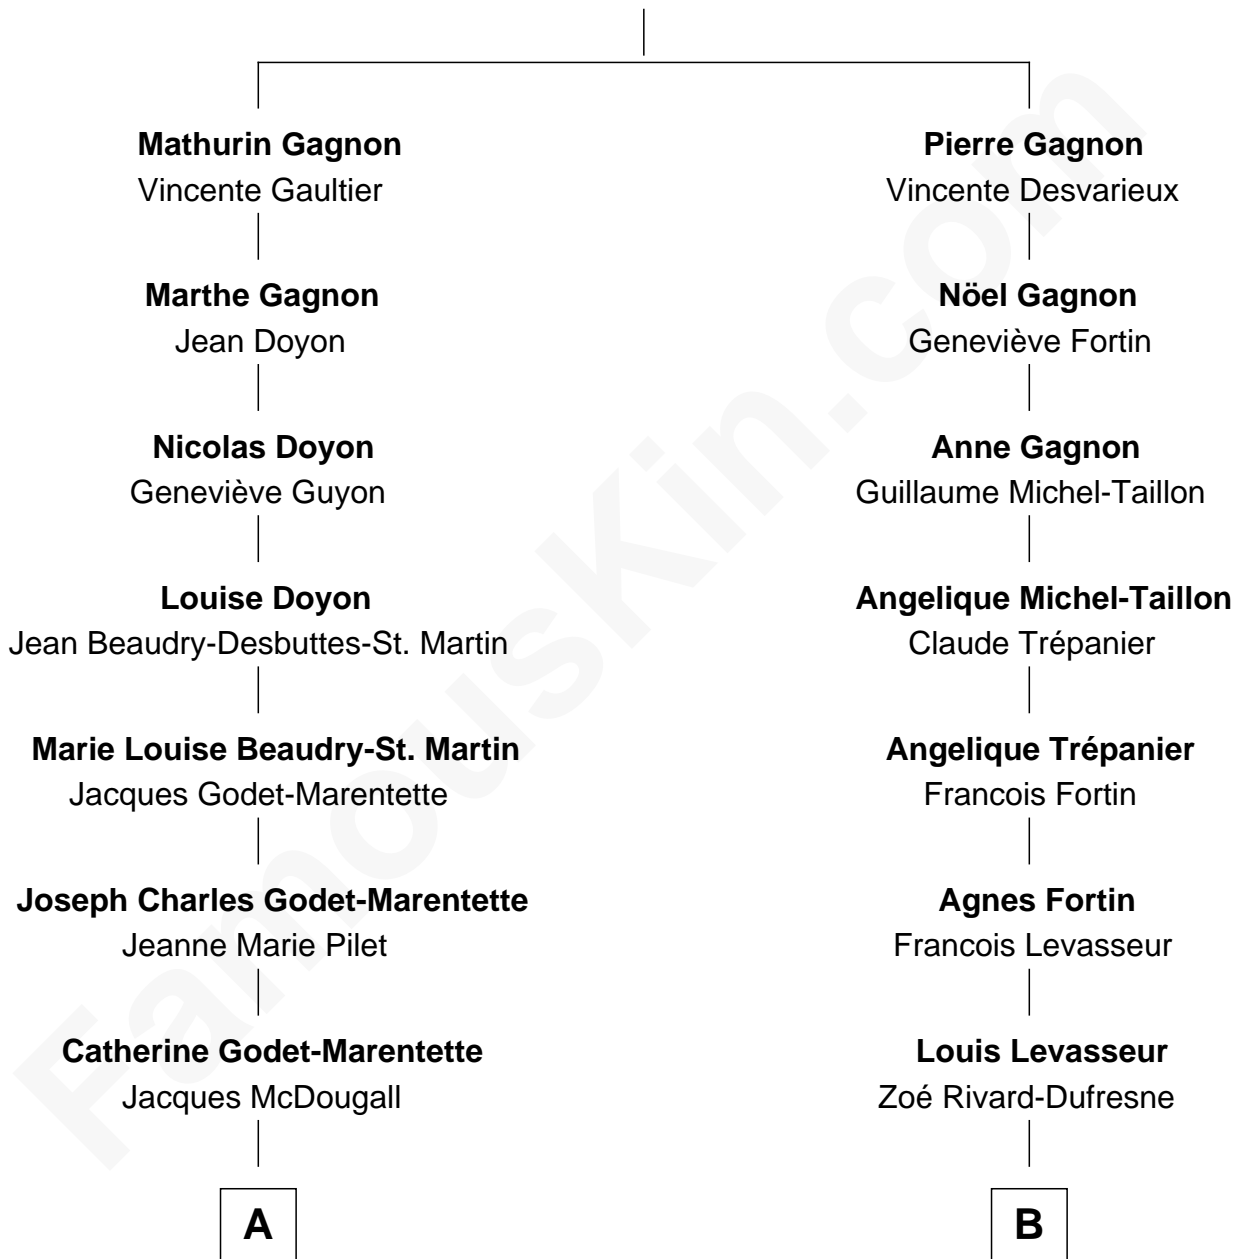 Mathurin Gagnon
Vincente Gaultier
Marthe Gagnon
Jean Doyon
Nicolas Doyon
Geneviève Guyon
Louise Doyon
Jean Beaudry-Desbuttes-St. Martin
Marie Louise Beaudry-St. Martin
Jacques Godet-Marentette
Joseph Charles Godet-Marentette
Jeanne Marie Pilet
Catherine Godet-Marentette
Jacques McDougall
A
Pierre Gagnon
Vincente Desvarieux
Nöel Gagnon
Geneviève Fortin
Anne Gagnon
Guillaume Michel-Taillon
Angelique Michel-Taillon
Claude Trépanier
Angelique Trépanier
Francois Fortin
Agnes Fortin
Francois Levasseur
Louis Levasseur
Zoé Rivard-Dufresne
B
FamousKin.com